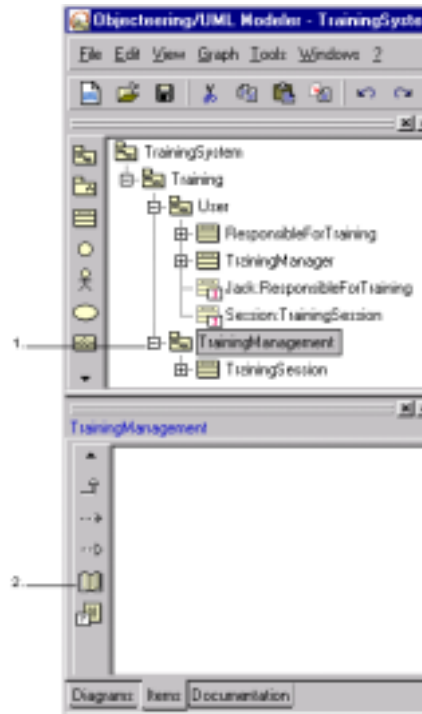 Objecteering/UML Modeler - TrainingSyste
File Edit View Graph Tools Windows ?
TrainingSystem
Training
User
ResponsibleForTraining
TrainingManager
Jack:ResponsibleForTraining
Session:TrainingSession
1.
TrainingManagement
TrainingSession
TrainingManagement
2.
Diagrams Items Documentation